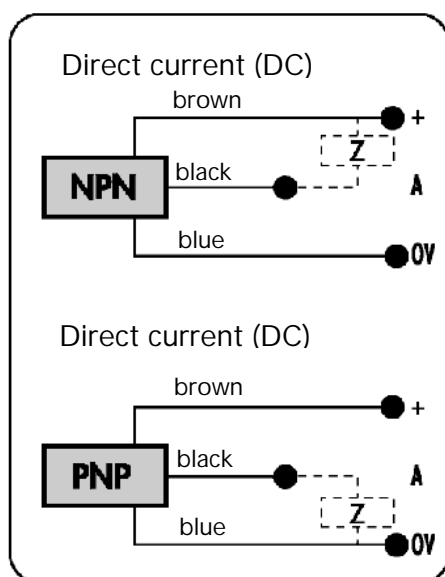 Direct current (DC)
brown
+
Z
black
NPN
A
blue
0V
Direct current (DC)
brown
+
black
PNP
A
Z
blue
0V